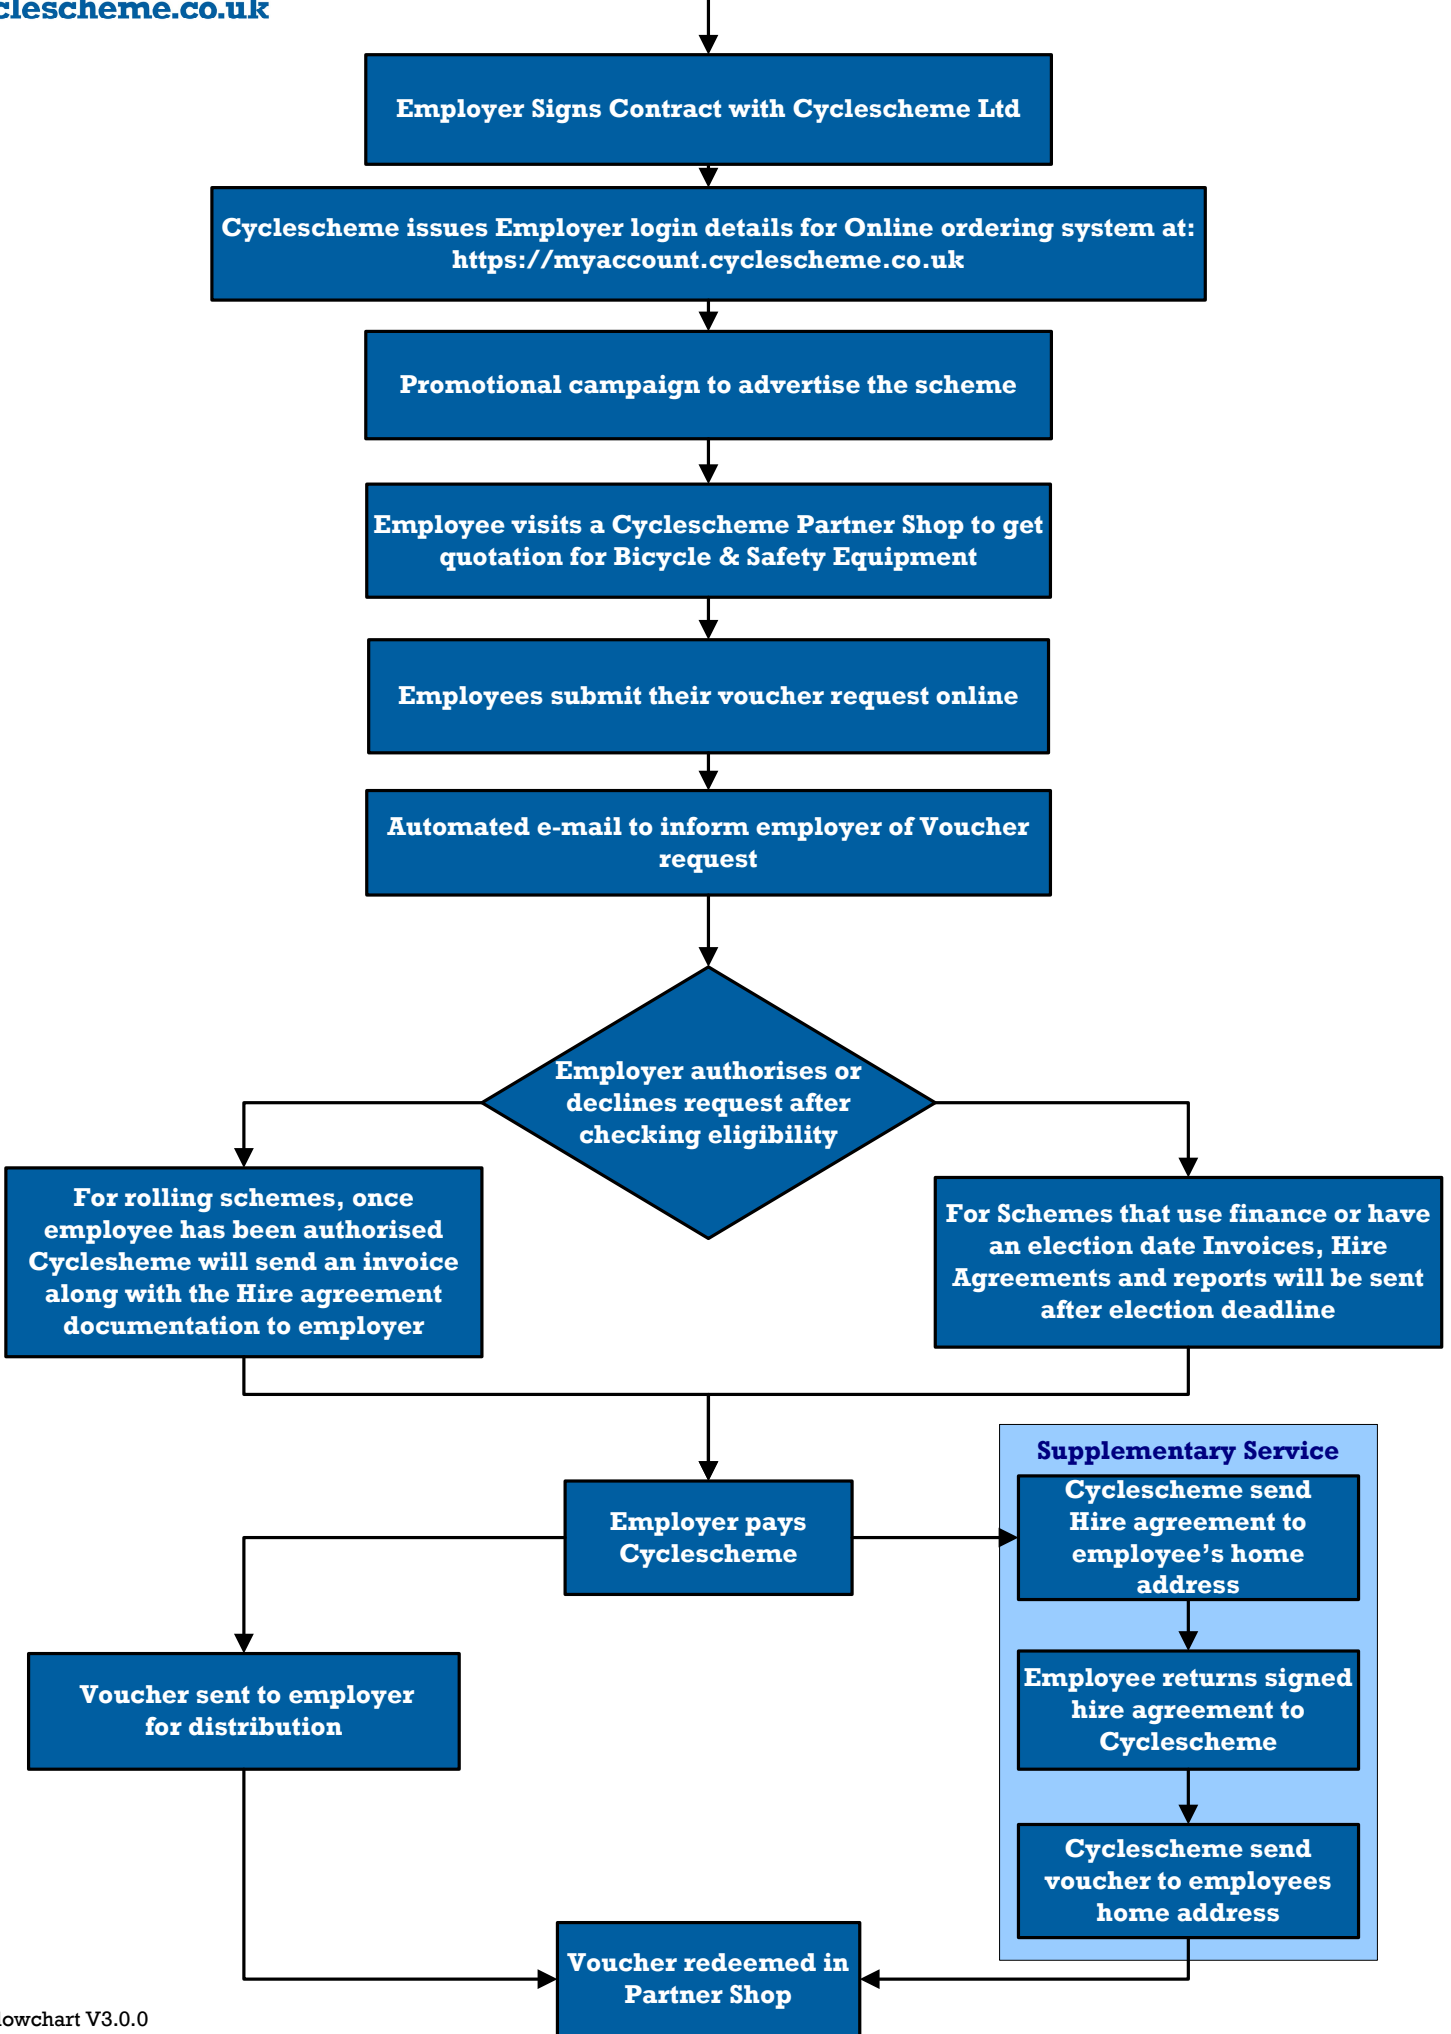 clescheme.co.uk
Employer Signs Contract with Cyclescheme Ltd
Cyclescheme issues Employer login details for Online ordering system at:
https://myaccount.cyclescheme.co.uk
Promotional campaign to advertise the scheme
Employee visits a Cyclescheme Partner Shop to get
quotation for Bicycle & Safety Equipment
Employees submit their voucher request online
Automated e-mail to inform employer of Voucher
request
Employer authorises or
declines request after
checking eligibility
For rolling schemes, once
employee has been authorised
Cyclesheme will send an invoice
along with the Hire agreement
documentation to employer
For Schemes that use finance or have
an election date Invoices, Hire
Agreements and reports will be sent
after election deadline
Employer pays
Cyclescheme
Supplementary Service
Cyclescheme send
Hire agreement to
employee’s home
address
Voucher sent to employer
for distribution
Employee returns signed
hire agreement to
Cyclescheme
Cyclescheme send
voucher to employees
home address
Voucher redeemed in
Partner Shop
lowchart V3.0.0